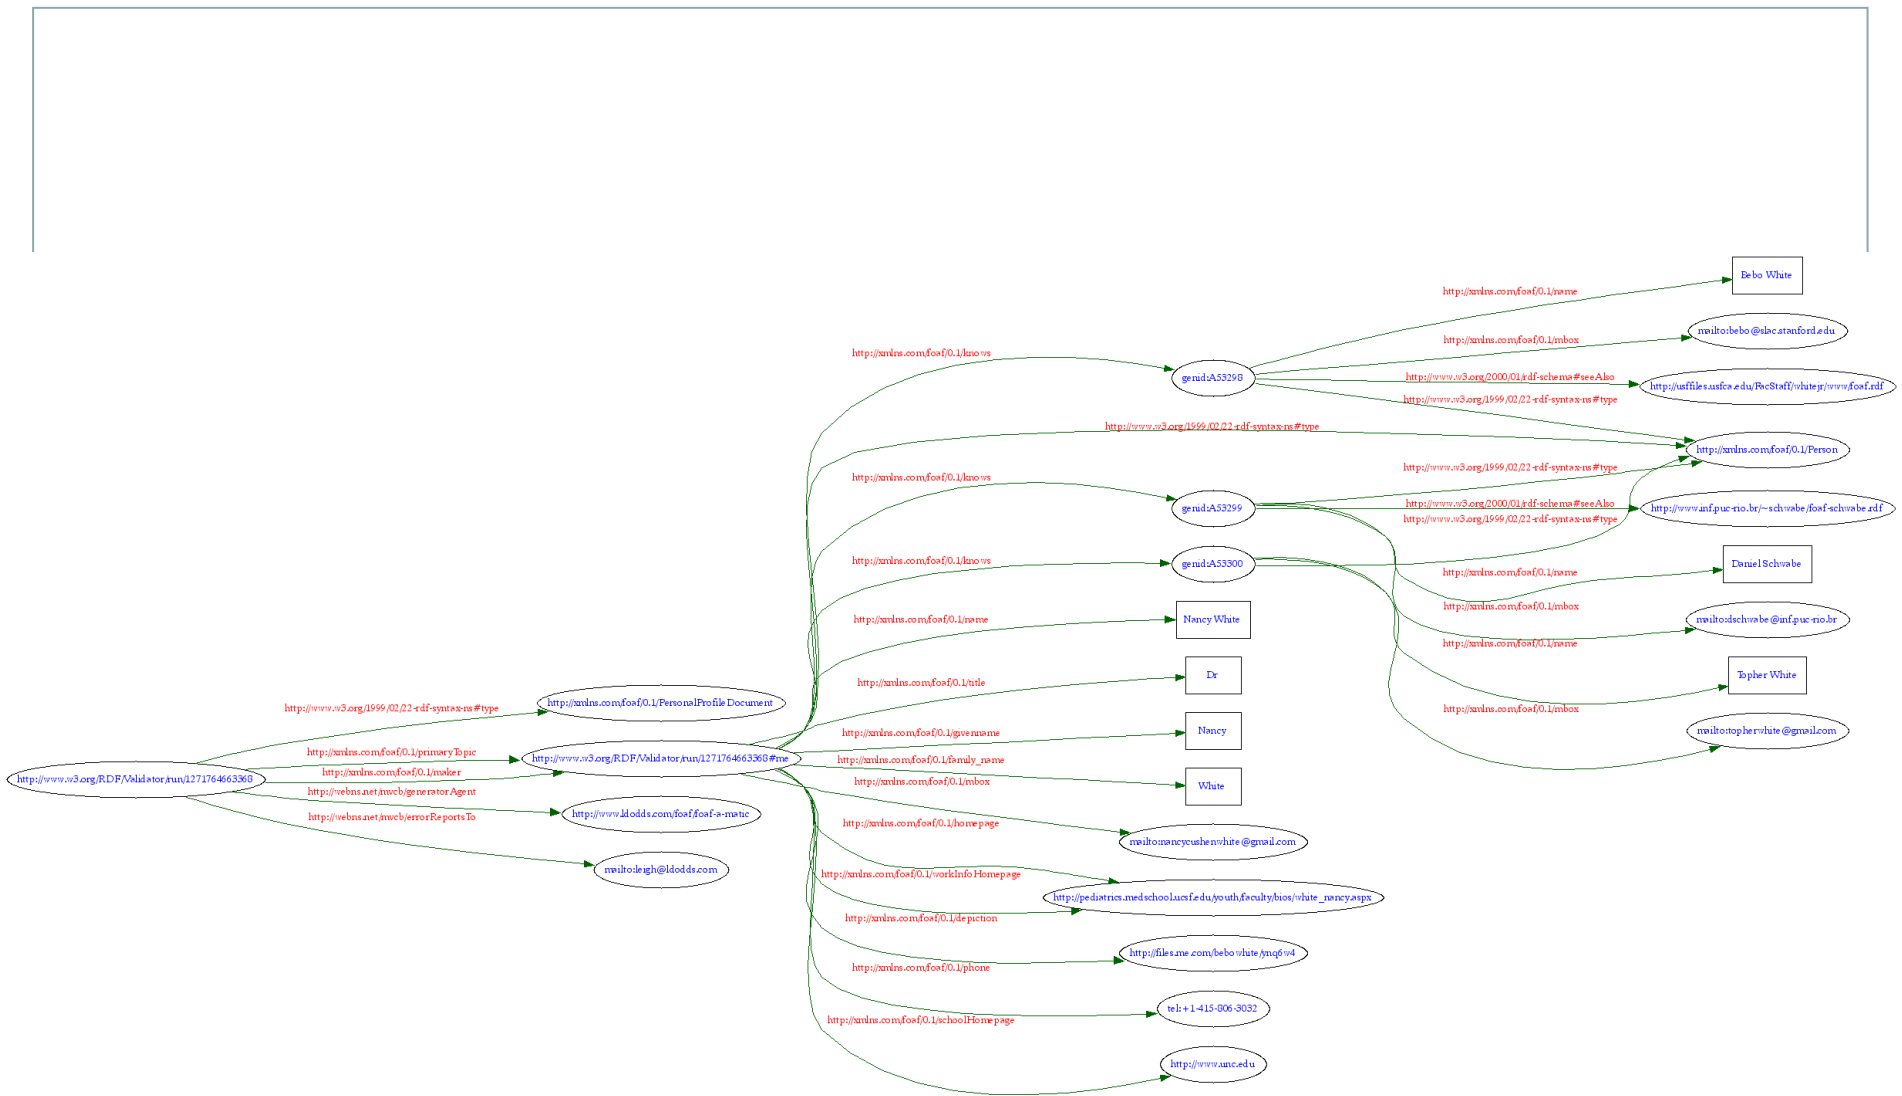 Bebo White
http://xmlns.com/foaf/0.1/name
mailto:bebo@slac.stanford.edu
http://xmlns.com/foaf/0.1/mbox
http://xmlns.com/foaf/0.1/knows
genid:A53298
http://www.w3.org/2000/01/rdf-schema#seeAlso
http://usffiles.usfca.edu/FacStaff/whitejr/www/foaf.rdf
http://www.w3.org/1999/02/22-rdf-syntax-ns#type
http://www.w3.org/1999/02/22-rdf-syntax-ns#type
http://xmlns.com/foaf/0.1/Person
http://www.w3.org/1999/02/22-rdf-syntax-ns#type
http://xmlns.com/foaf/0.1/knows
genid:A53299
http://www.w3.org/2000/01/rdf-schema#seeAlso
http://www.inf.puc-rio.br/~schwabe/foaf-schwabe.rdf
http://www.w3.org/1999/02/22-rdf-syntax-ns#type
http://xmlns.com/foaf/0.1/knows
genid:A53300
Daniel Schwabe
http://xmlns.com/foaf/0.1/name
http://xmlns.com/foaf/0.1/mbox
http://xmlns.com/foaf/0.1/name
Nancy White
mailto:dschwabe@inf.puc-rio.br
http://xmlns.com/foaf/0.1/name
http://xmlns.com/foaf/0.1/title
Dr
Topher White
http://xmlns.com/foaf/0.1/mbox
http://www.w3.org/1999/02/22-rdf-syntax-ns#type
http://xmlns.com/foaf/0.1/PersonalProfileDocument
http://xmlns.com/foaf/0.1/givenname
Nancy
mailto:topherwhite@gmail.com
http://xmlns.com/foaf/0.1/primaryTopic
http://www.w3.org/RDF/Validator/run/1271764663368#me
http://xmlns.com/foaf/0.1/family_name
http://www.w3.org/RDF/Validator/run/1271764663368
http://xmlns.com/foaf/0.1/maker
http://xmlns.com/foaf/0.1/mbox
White
http://webns.net/mvcb/generatorAgent
http://www.ldodds.com/foaf/foaf-a-matic
http://webns.net/mvcb/errorReportsTo
http://xmlns.com/foaf/0.1/homepage
mailto:nancycushenwhite@gmail.com
mailto:leigh@ldodds.com
http://xmlns.com/foaf/0.1/workInfoHomepage
http://pediatrics.medschool.ucsf.edu/youth/faculty/bios/white_nancy.aspx
http://xmlns.com/foaf/0.1/depiction
http://files.me.com/bebowhite/ynq6w4
http://xmlns.com/foaf/0.1/phone
tel:+1-415-806-3032
http://xmlns.com/foaf/0.1/schoolHomepage
http://www.unc.edu